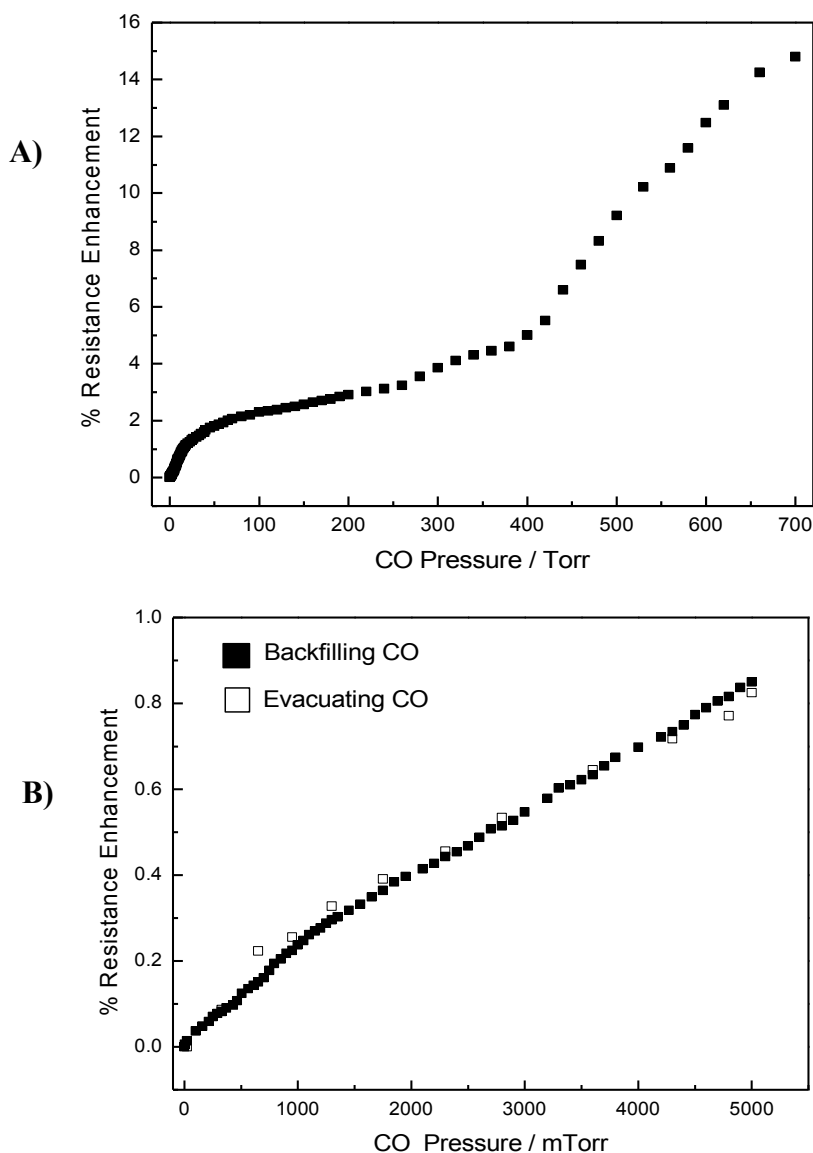 A)
% Resistance Enhancement
16
14
12
10
8
6
4
2
0
0 100 200 300 400 500 600 700
CO Pressure / Torr
B)
% Resistance Enhancement
1.0
0.8
0.6
0.4
0.2
0.0
Backfilling CO
Evacuating CO
0 1000 2000 3000 4000 5000
CO Pressure / mTorr